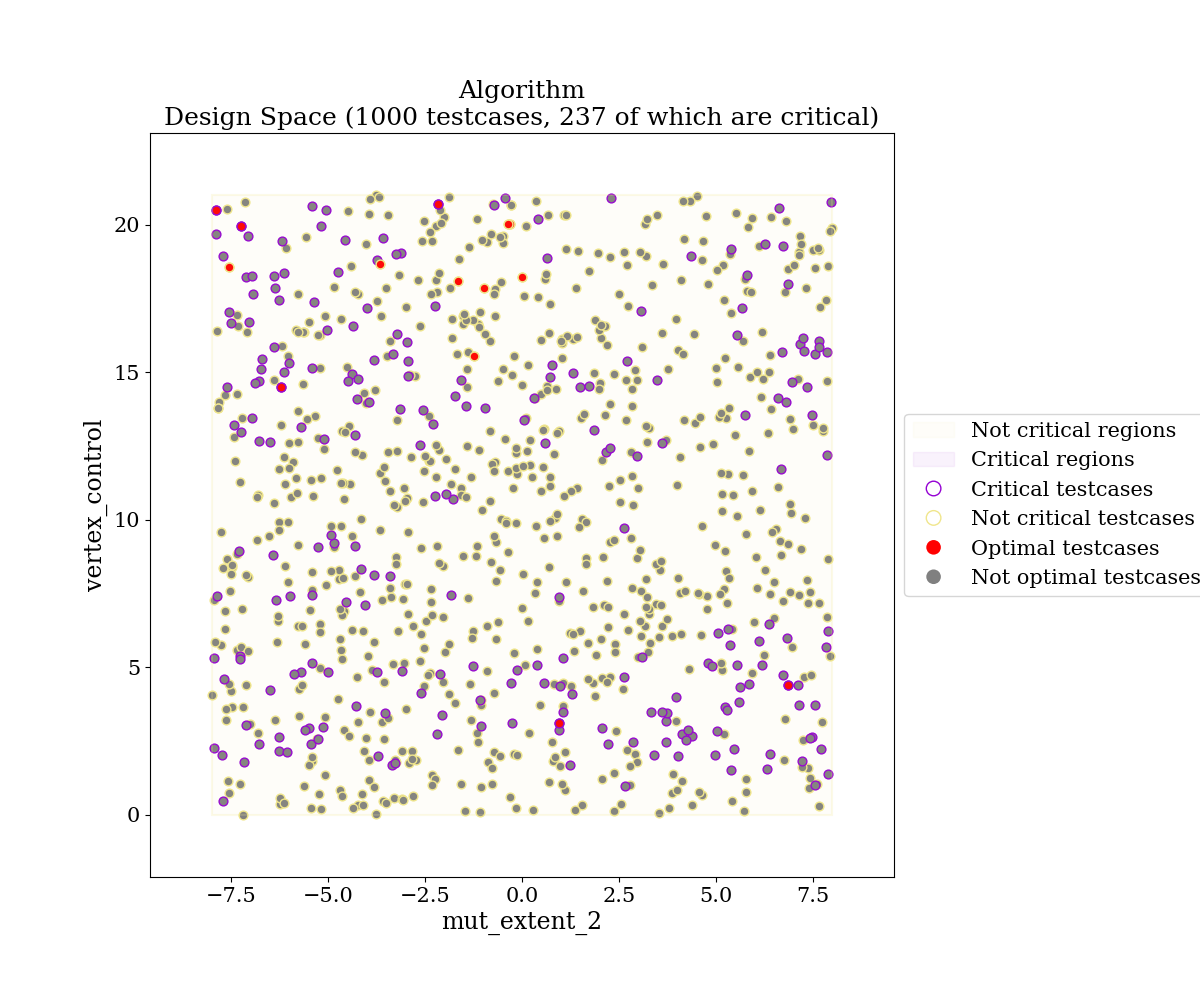 Algorithm
Design Space (1000 testcases, 237 of which are critical)
20
15
10
5
0
vertex_control
−7.5 −5.0 −2.5 0.0 2.5 5.0 7.5
mut_extent_2
Not critical regions
Critical regions
Critical testcases
Not critical testcases
Optimal testcases
Not optimal testcases